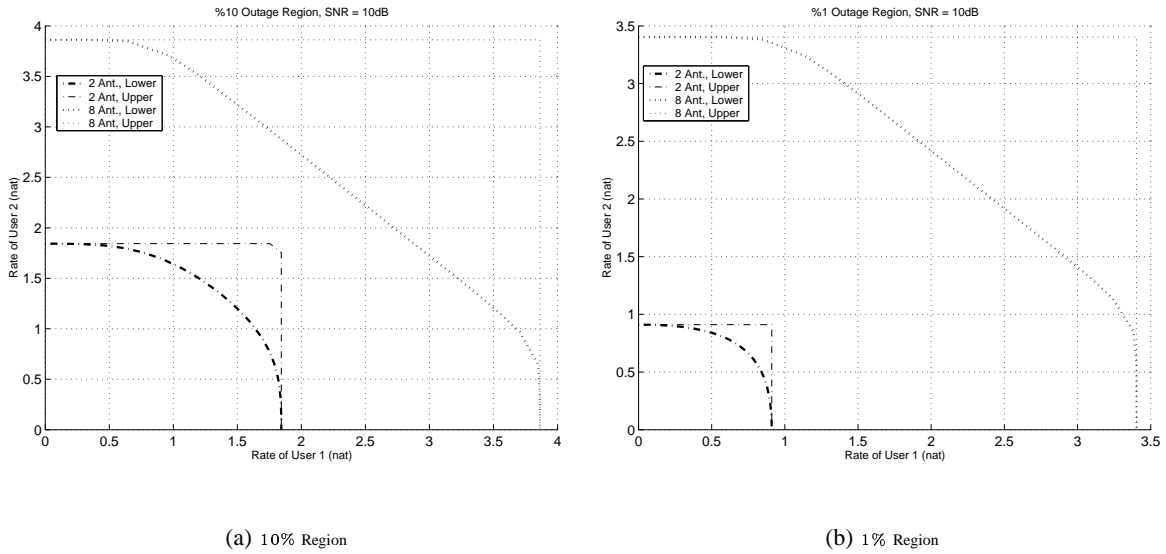 %10 Outage Region, SNR = 10dB
4
3.5
3
2.5
2
1.5
1
0.5
0
Rate of User 2 (nat)
2 Ant., Lower
2 Ant, Upper
8 Ant., Lower
8 Ant, Upper
0 0.5 1 1.5 2 2.5 3 3.5 4
Rate of User 1 (nat)
(a) 10% Region
%1 Outage Region, SNR = 10dB
3.5
3
2.5
2
1.5
1
0.5
0
Rate of User 2 (nat)
2 Ant., Lower
2 Ant, Upper
8 Ant., Lower
8 Ant, Upper
0 0.5 1 1.5 2 2.5 3 3.5
Rate of User 1 (nat)
(b) 1% Region